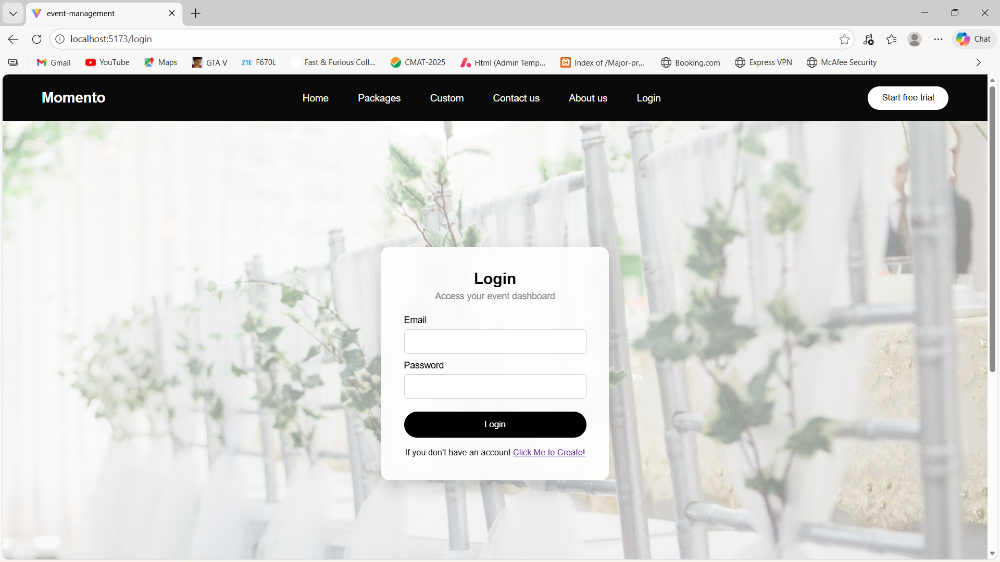 event-management
localhost:5173/login
Chat
Gmail YouTube Maps GTA V ZTE F670L Fast & Furious Coll... CMAT-2025 Html (Admin Temp... Index of /Major-pr... Booking.com Express VPN McAfee Security
Momento Home Packages Custom Contact us About us Login Start free trial
Login
Access your event dashboard
Email
Password
Login
If you don't have an account Click Me to Create!